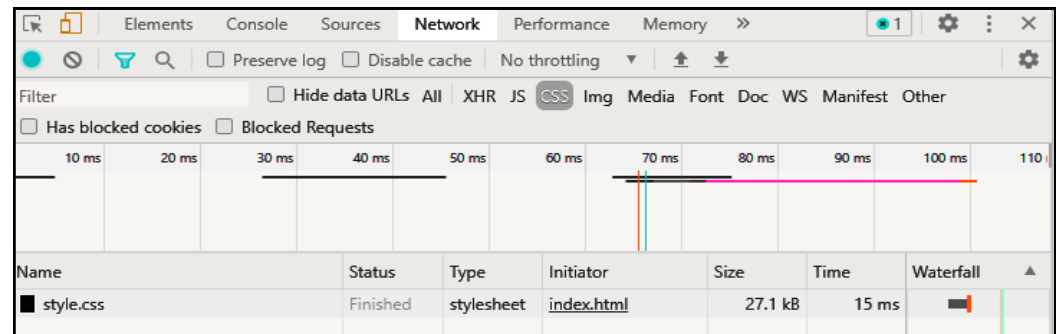 Elements Console Sources Network Performance Memory » 1
Preserve log Disable cache No throttling
Filter Hide data URLs All XHR JS CSS Img Media Font Doc WS Manifest Other
Has blocked cookies Blocked Requests
10 ms 20 ms 30 ms 40 ms 50 ms 60 ms 70 ms 80 ms 90 ms 100 ms 110
Name Status Type Initiator Size Time Waterfall
style.css Finished stylesheet index.html 27.1 kB 15 ms